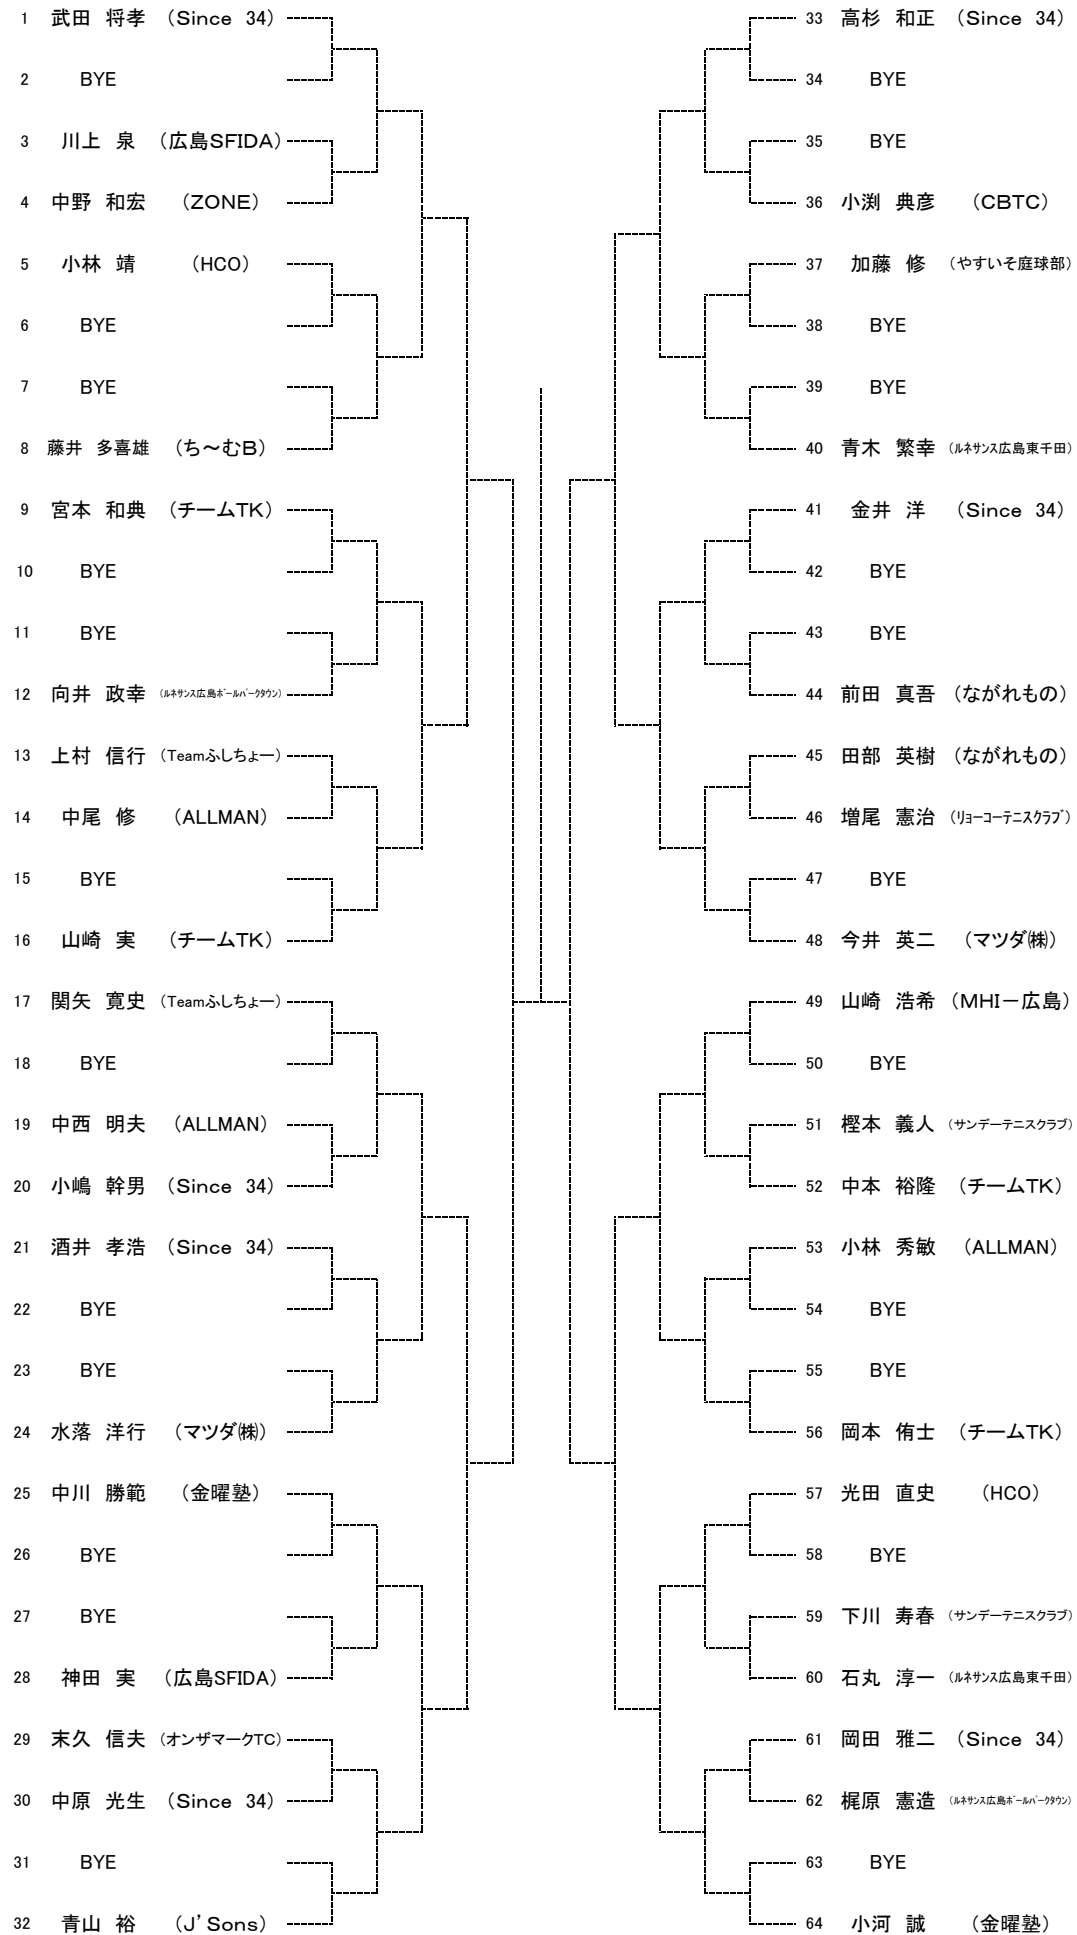 1 武田 将孝 (Since 34)
2 BYE
3 川上 泉 (広島SFIDA)
4 中野 和宏 (ZONE)
5 小林 靖 (HCO)
6 BYE
7 BYE
8 藤井 多喜雄 (ち～むB)
9 宮本 和典 (チームTK)
10 BYE
11 BYE
12 向井 政幸 (ルネサンス広島ボールパークタウン)
13 上村 信行 (Teamふしちょー)
14 中尾 修 (ALLMAN)
15 BYE
16 山崎 実 (チームTK)
17 関矢 寛史 (Teamふしちょー)
18 BYE
19 中西 明夫 (ALLMAN)
20 小嶋 幹男 (Since 34)
21 酒井 孝浩 (Since 34)
22 BYE
23 BYE
24 水落 洋行 (マツダ㈱)
25 中川 勝範 (金曜塾)
26 BYE
27 BYE
28 神田 実 (広島SFIDA)
29 末久 信夫 (オンザマークTC)
30 中原 光生 (Since 34)
31 BYE
32 青山 裕 (J'Sons)
33 高杉 和正 (Since 34)
34 BYE
35 BYE
36 小渕 典彦 (CBTC)
37 加藤 修 (やすいそ庭球部)
38 BYE
39 BYE
40 青木 繁幸 (ルネサンス広島東千田)
41 金井 洋 (Since 34)
42 BYE
43 BYE
44 前田 真吾 (ながれもの)
45 田部 英樹 (ながれもの)
46 増尾 憲治 (リョーコーテニスクラブ)
47 BYE
48 今井 英二 (マツダ㈱)
49 山崎 浩希 (MHI－広島)
50 BYE
51 樫本 義人 (サンデーテニスクラブ)
52 中本 裕隆 (チームTK)
53 小林 秀敏 (ALLMAN)
54 BYE
55 BYE
56 岡本 侑士 (チームTK)
57 光田 直史 (HCO)
58 BYE
59 下川 寿春 (サンデーテニスクラブ)
60 石丸 淳一 (ルネサンス広島東千田)
61 岡田 雅二 (Since 34)
62 梶原 憲造 (ルネサンス広島ボールパークタウン)
63 BYE
64 小河 誠 (金曜塾)